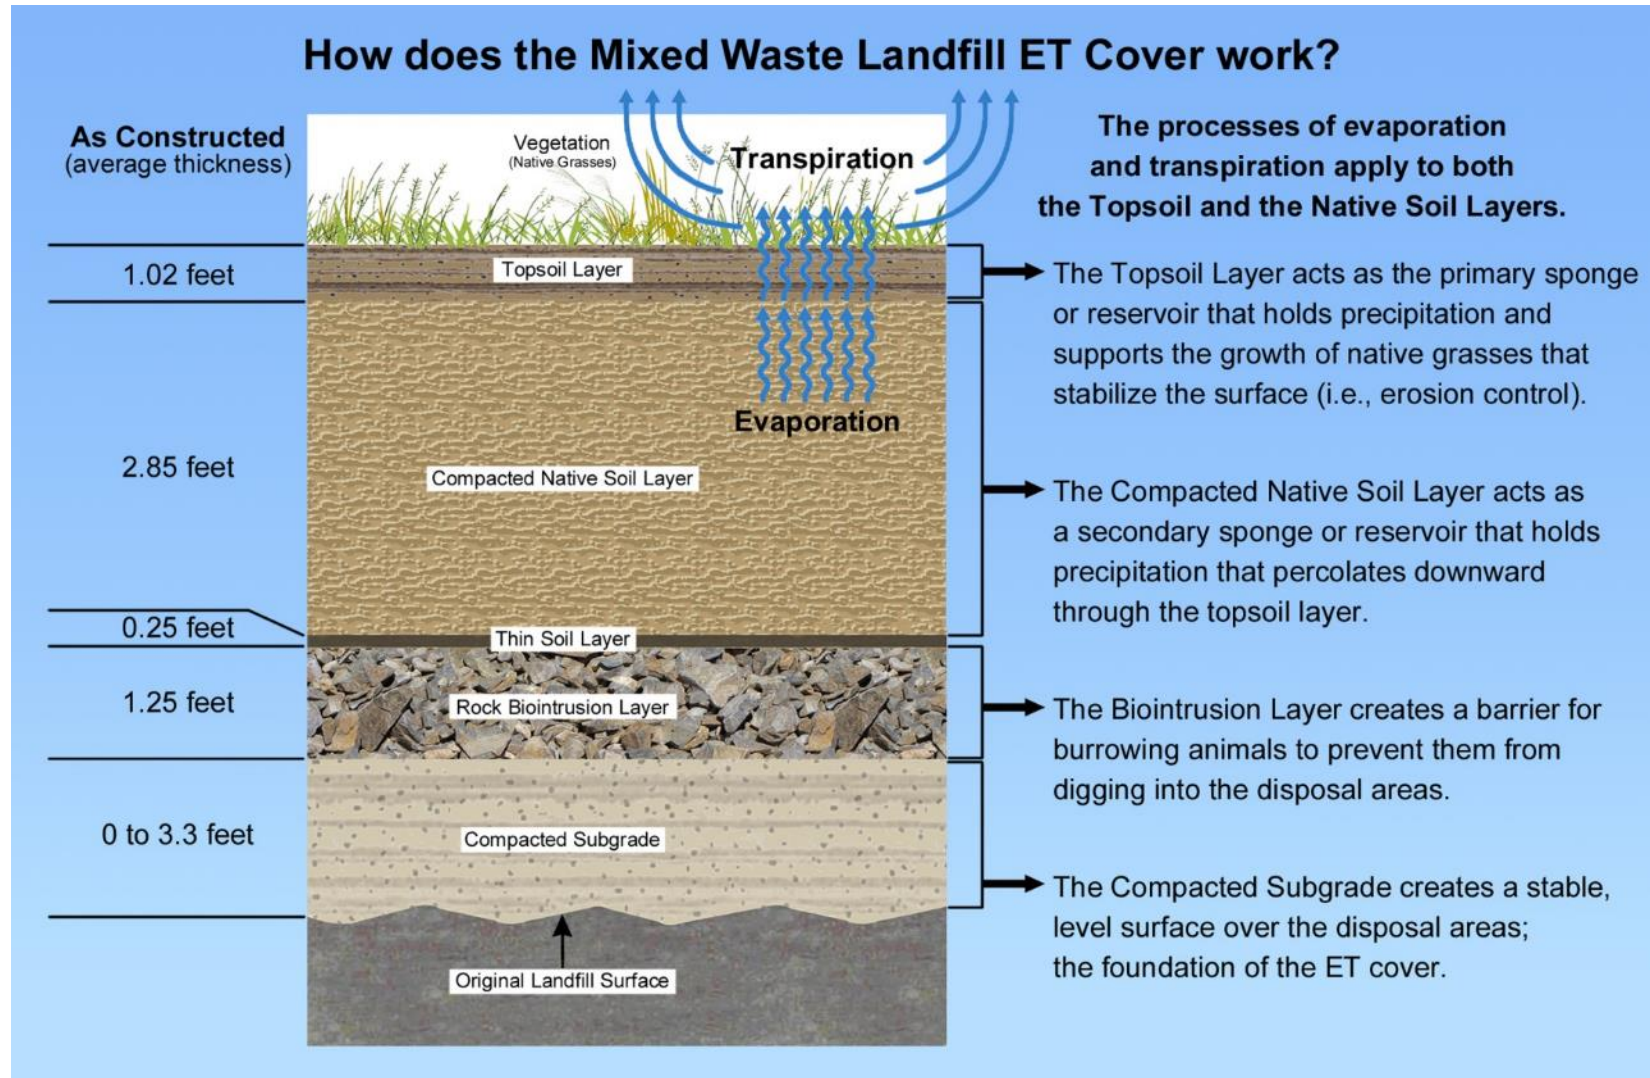 How does the Mixed Waste Landfill ET Cover work?
As Constructed
(average thickness)
1.02 feet
2.85 feet
0.25 feet
1.25 feet
0 to 3.3 feet
Vegetation
(Native Grasses)
Transpiration
Topsoil Layer
Evaporation
Compacted Native Soil Layer
Thin Soil Layer
Rock Biointrusion Layer
Compacted Subgrade
Original Landfill Surface
The processes of evaporation
and transpiration apply to both
the Topsoil and the Native Soil Layers.
The Topsoil Layer acts as the primary sponge
or reservoir that holds precipitation and
supports the growth of native grasses that
stabilize the surface (i.e., erosion control).
The Compacted Native Soil Layer acts as
a secondary sponge or reservoir that holds
precipitation that percolates downward
through the topsoil layer.
The Biointrusion Layer creates a barrier for
burrowing animals to prevent them from
digging into the disposal areas.
The Compacted Subgrade creates a stable,
level surface over the disposal areas;
the foundation of the ET cover.